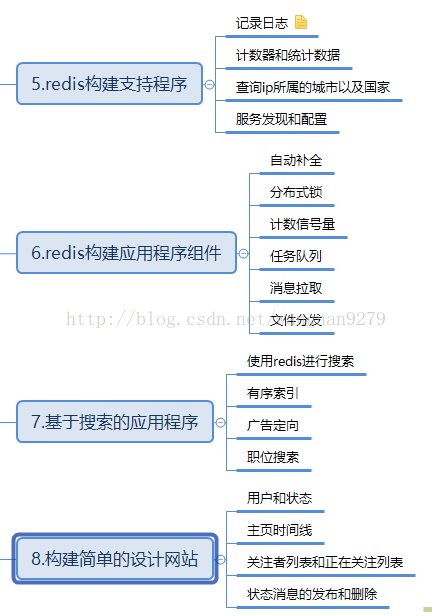 记录日志
计数器和统计数据
5.redis构建支持程序
查询ip所属的城市以及国家
服务发现和配置
自动补全
分布式锁
计数信号量
6.redis构建应用程序组件
任务队列
消息拉取
文件分发
使用redis进行搜索
有序索引
7.基于搜索的应用程序
广告定向
职位搜索
用户和状态
主页时间线
8.构建简单的设计网站
关注者列表和正在关注列表
状态消息的发布和删除